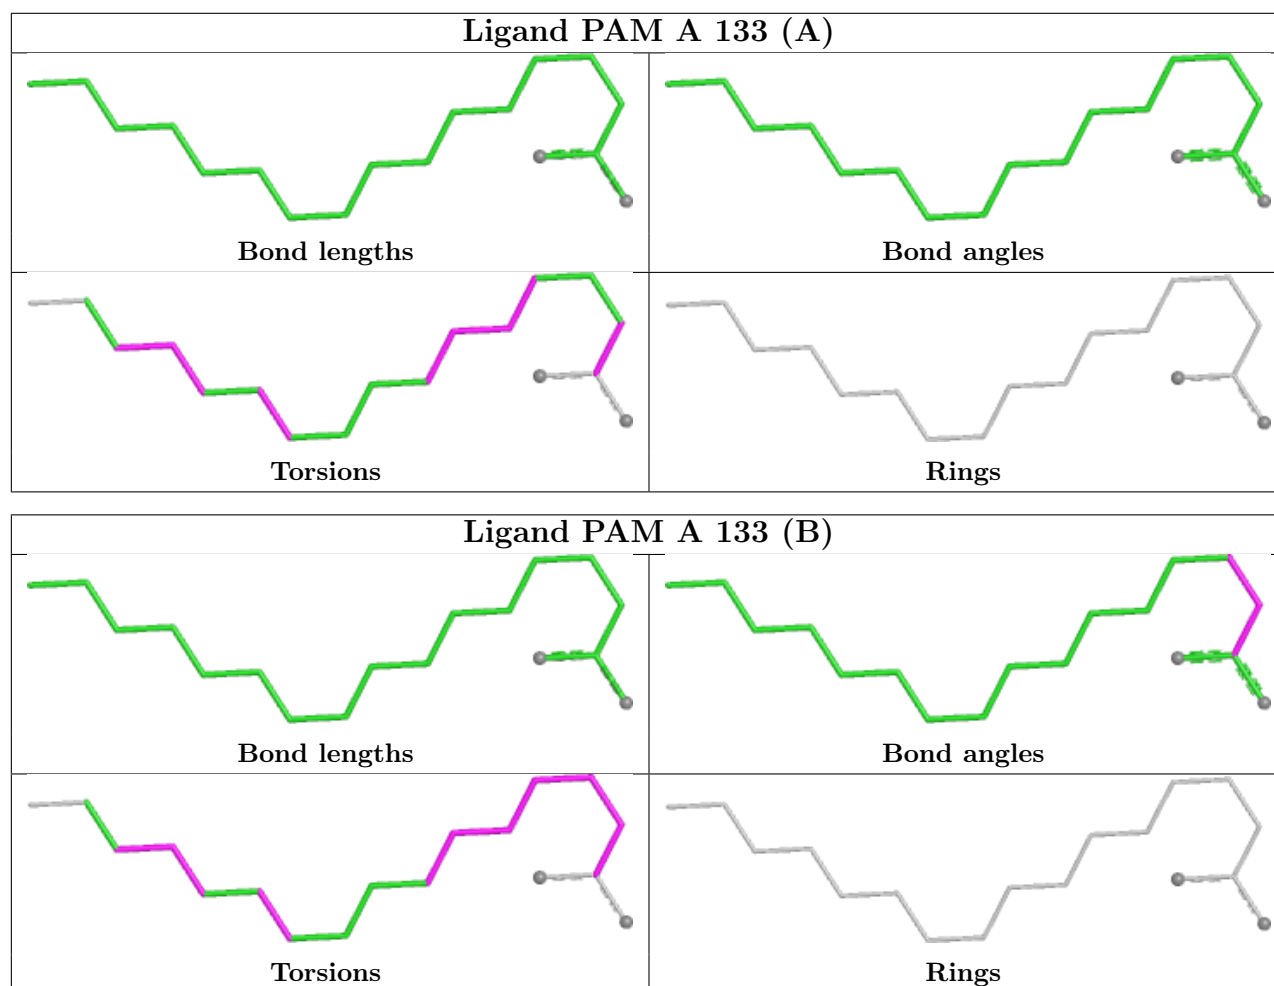 Ligand PAM A 133 (A)
Bond lengths
Bond angles
Torsions
Rings
Ligand PAM A 133 (B)
Bond lengths
Bond angles
Torsions
Rings